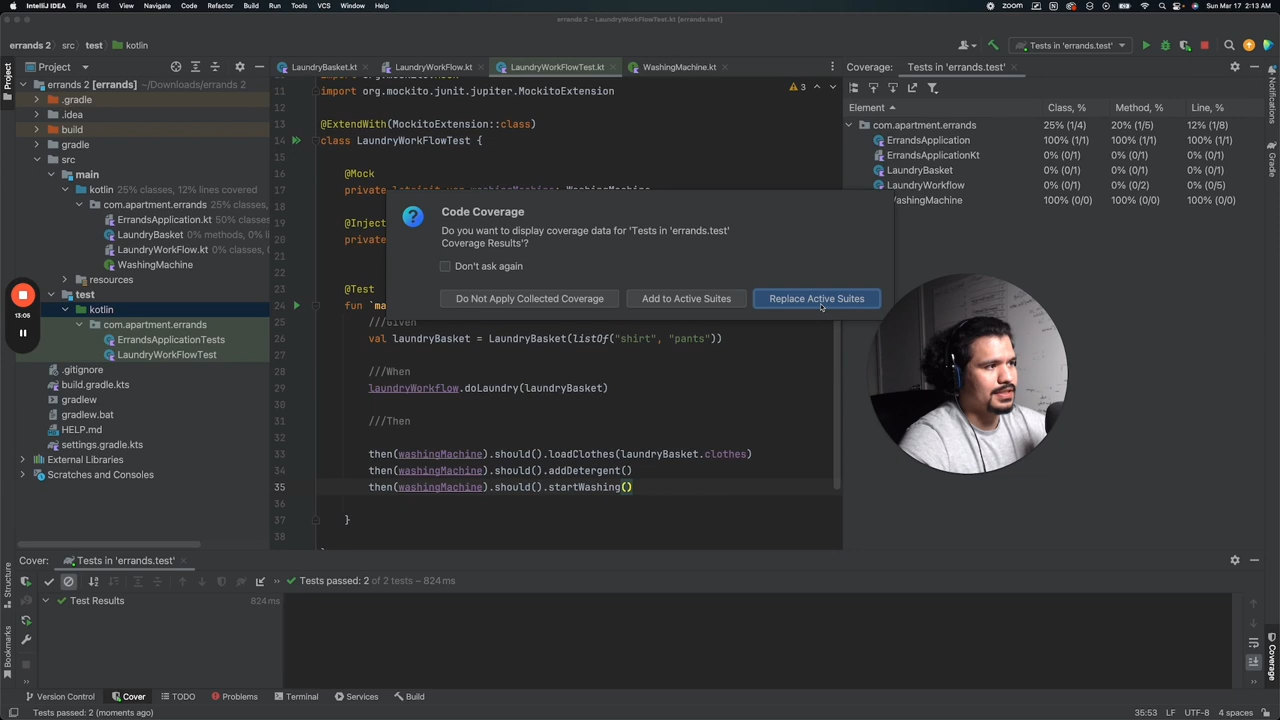 IntelliJ IDEA File Edit View Navigate Code Refactor Build Run Tools VCS Window Help zoom Sun Mar 17 2:13 AM
errands 2 – LaundryWorkFlowTest.kt [errands.test]
errands 2 src test kotlin Tests in 'errands.test'
Project LaundryBasket.kt LaundryWorkFlow.kt LaundryWorkFlowTest.kt WashingMachine.kt Coverage: Tests in 'errands.test'
Project
errands 2 [errands] ~/Downloads/errands 2
.gradle
.idea
build
gradle
src
main
kotlin 25% classes, 12% lines covered
com.apartment.errands
ErrandsApplication.kt 50% classes
LaundryBasket 0% methods, 0%
LaundryWorkFlow.kt 0% classes,
WashingMachine
resources
test
kotlin
com.apartment.errands
ErrandsApplicationTests
LaundryWorkFlowTest
.gitignore
build.gradle.kts
gradlew
gradlew.bat
HELP.md
settings.gradle.kts
External Libraries
Scratches and Consoles
13:05
3
11 import org.mockito.junit.jupiter.MockitoExtension
12
13 @ExtendWith(MockitoExtension::class)
14 class LaundryWorkFlowTest {
15
16 @Mock
17
18
19 @Inject
20
21
22
23 @Test
24 fun `ma
25 ///Given
26 val laundryBasket = LaundryBasket(listOf("shirt", "pants"))
27
28 ///When
29 laundryWorkflow.doLaundry(laundryBasket)
30
31 ///Then
32
33 then(washingMachine).should().loadClothes(laundryBasket.clothes)
34 then(washingMachine).should().addDetergent()
35 then(washingMachine).should().startWashing()
36
37 }
38
Code Coverage
Do you want to display coverage data for 'Tests in 'errands.test'
Coverage Results'?
Don't ask again
Do Not Apply Collected Coverage Add to Active Suites Replace Active Suites
Element Class, % Method, % Line, %
com.apartment.errands 25% (1/4) 20% (1/5) 12% (1/8)
ErrandsApplication 100% (1/1) 100% (1/1) 100% (1/1)
ErrandsApplicationKt 0% (0/1) 0% (0/1) 0% (0/1)
LaundryBasket 0% (0/1) 0% (0/1) 0% (0/1)
LaundryWorkflow 0% (0/1) 0% (0/2) 0% (0/5)
WashingMachine 100% (0/0) 100% (0/0) 100% (0/0)
Notifications
Gradle
Coverage
Structure
Bookmarks
Cover: Tests in 'errands.test'
Tests passed: 2 of 2 tests – 824ms
Test Results 824ms
Version Control Cover TODO Problems Terminal Services Build
Tests passed: 2 (moments ago) 35:53 LF UTF-8 4 spaces